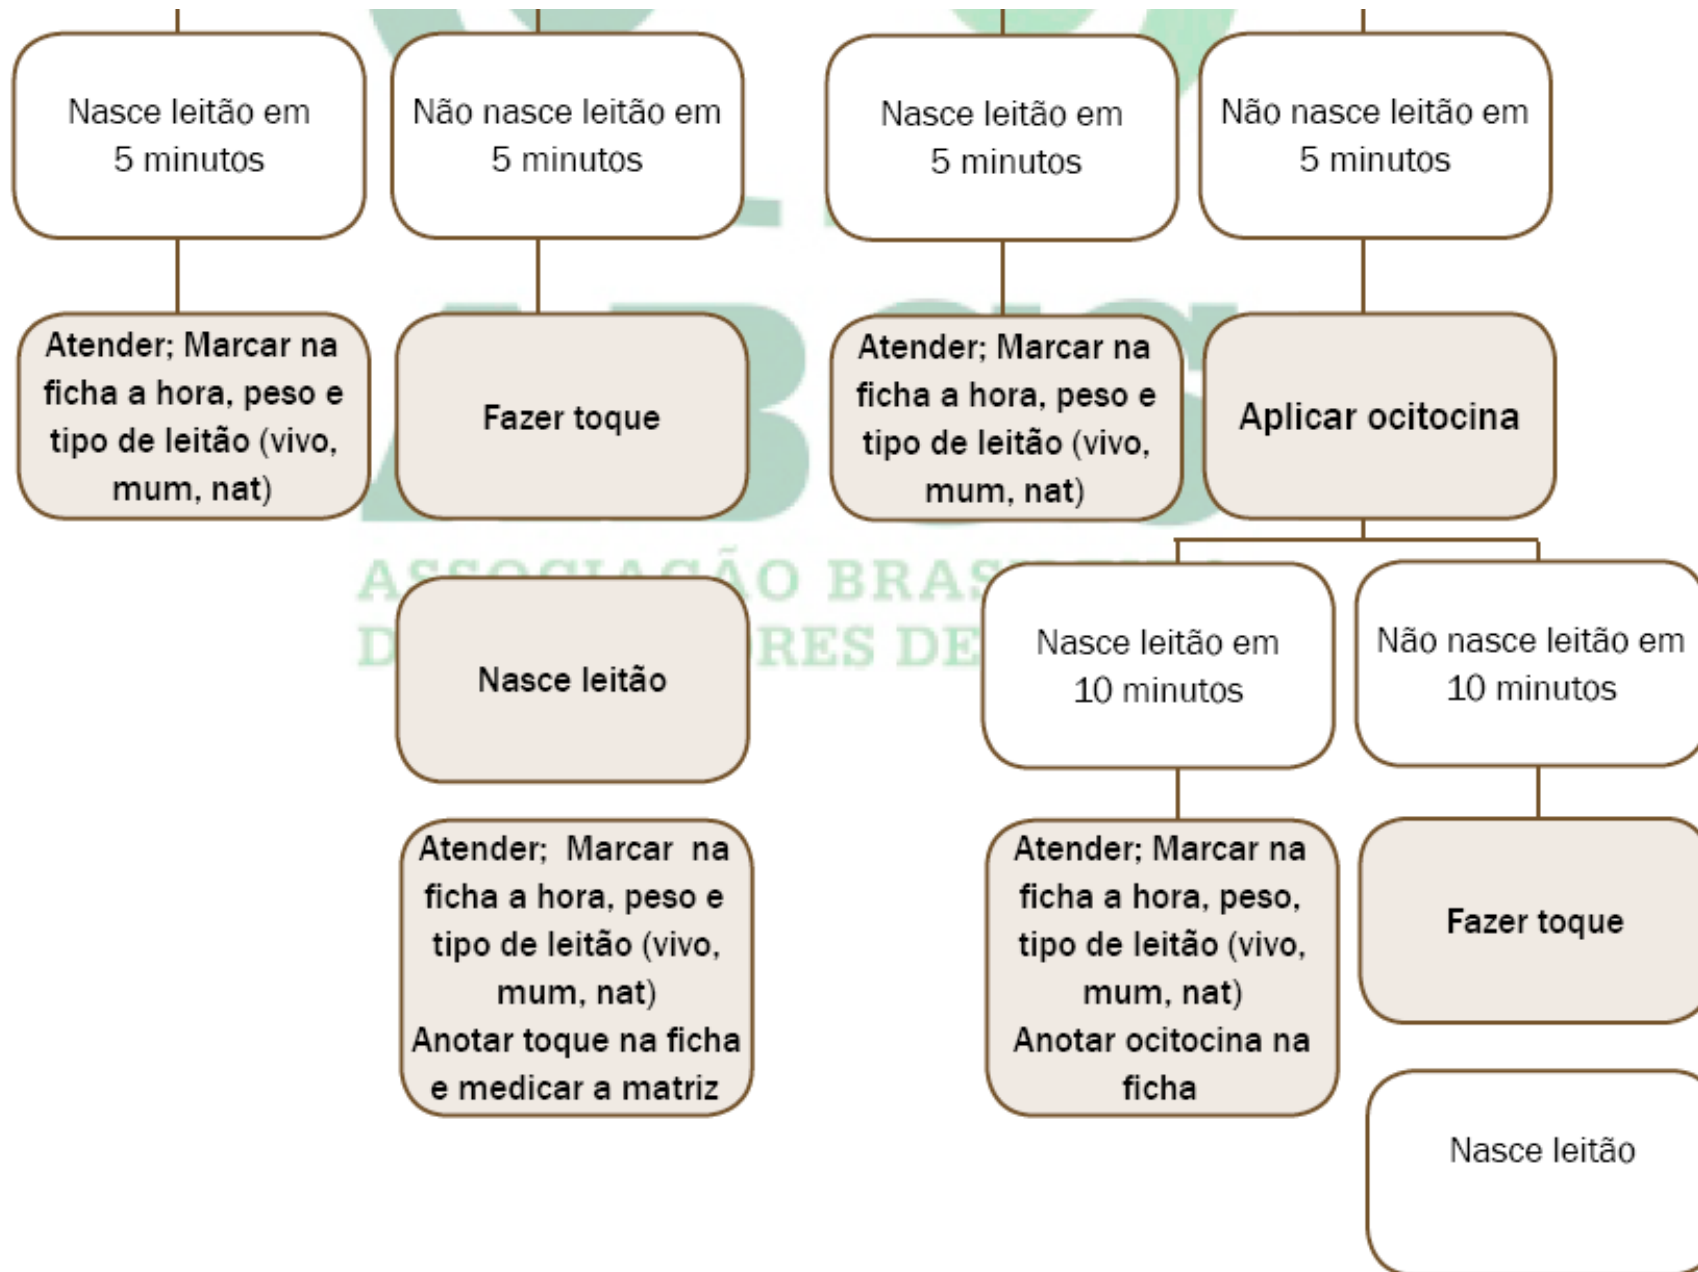 Nasce leitão em
5 minutos
Não nasce leitão em
5 minutos
Nasce leitão em
5 minutos
Não nasce leitão em
5 minutos
Atender; Marcar na
ficha a hora, peso e
tipo de leitão (vivo,
mum, nat)
Fazer toque
Atender; Marcar na
ficha a hora, peso e
tipo de leitão (vivo,
mum, nat)
Aplicar ocitocina
Nasce leitão
Nasce leitão em
10 minutos
Não nasce leitão em
10 minutos
Atender; Marcar na
ficha a hora, peso e
tipo de leitão (vivo,
mum, nat)
Anotar toque na ficha
e medicar a matriz
Atender; Marcar na
ficha a hora, peso,
tipo de leitão (vivo,
mum, nat)
Anotar ocitocina na
ficha
Fazer toque
Nasce leitão